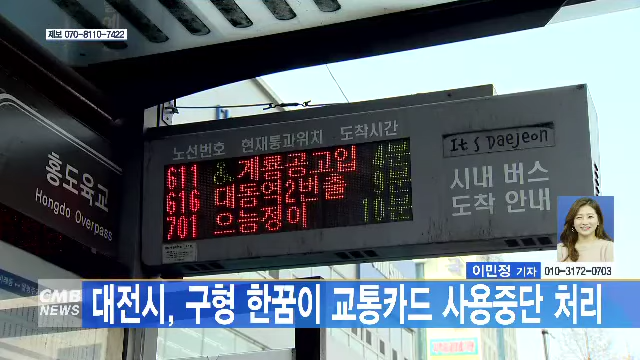 제보 070-8110-7422
노선번호 현재통과위치 도착시간
611 & 계룡공고입 4분
616 대동역2번출 9분
701 으능정이 10분
It's Daejeon
시내 버스
도착 안내
홍도육교
Hongdo Overpass
이민정 기자 010-3172-0703
CMB NEWS
대전시, 구형 한꿈이 교통카드 사용중단 처리